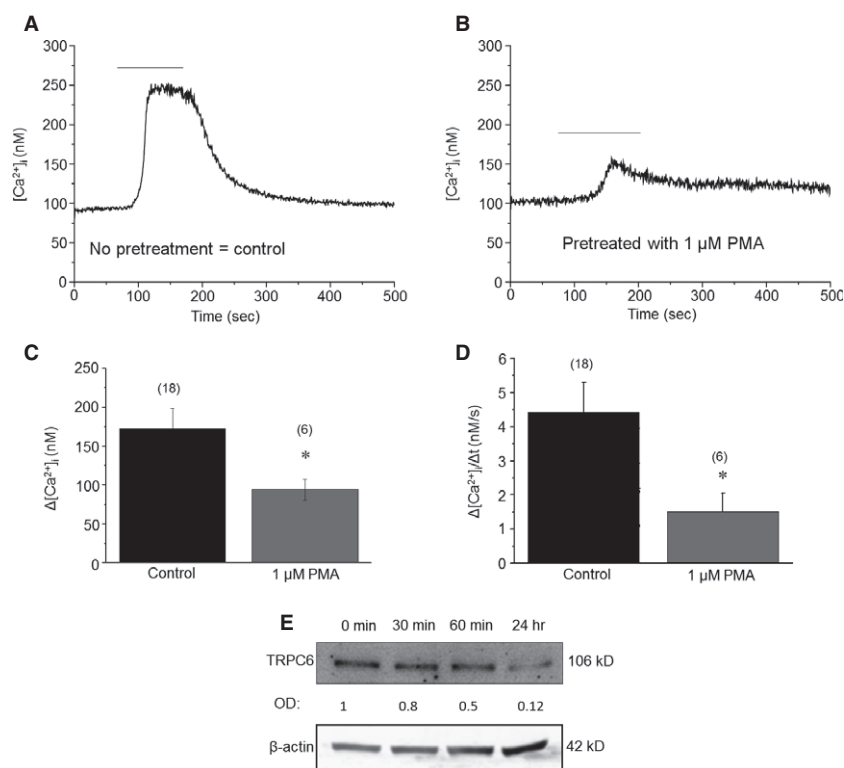 A
300
250
200
150
100
50
0
[Ca²⁺]ᵢ (nM)
No pretreatment = control
0 100 200 300 400 500
Time (sec)
B
300
250
200
150
100
50
0
[Ca²⁺]ᵢ (nM)
Pretreated with 1 µM PMA
0 100 200 300 400 500
Time (sec)
C
250
200
150
100
50
0
Δ[Ca²⁺]ᵢ (nM)
(18)
(6)
*
Control 1 µM PMA
D
6
5
4
3
2
1
0
Δ[Ca²⁺]ᵢ/Δt (nM/s)
(18)
(6)
*
Control 1 µM PMA
E
0 min 30 min 60 min 24 hr
TRPC6 106 kD
OD: 1 0.8 0.5 0.12
β-actin 42 kD